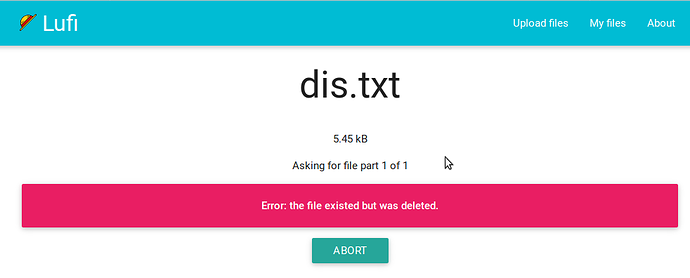 Lufi
Upload files My files About
dis.txt
5.45 kB
Asking for file part 1 of 1
Error: the file existed but was deleted.
ABORT